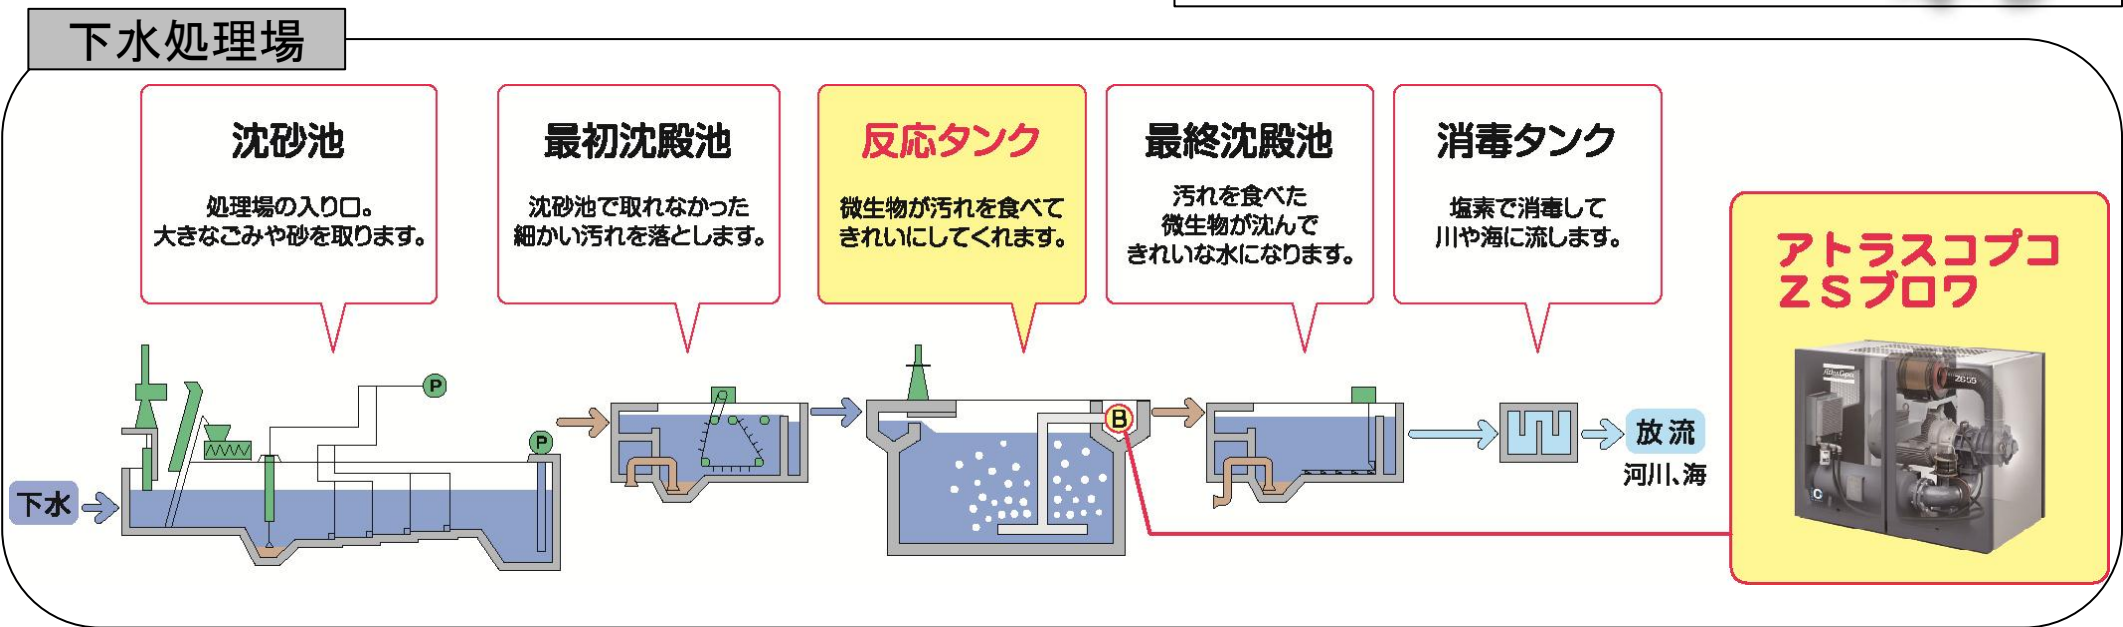 下水処理場
沈砂池
処理場の入り口。
大きなごみや砂を取ります。
最初沈殿池
沈砂池で取れなかった
細かい汚れを落とします。
反応タンク
微生物が汚れを食べて
きれいにしてくれます。
最終沈殿池
汚れを食べた
微生物が沈んで
きれいな水になります。
消毒タンク
塩素で消毒して
川や海に流します。
アトラスコプコ
ZSブロワ
Atlas Copco
P
P
B
下水
放流
河川、海